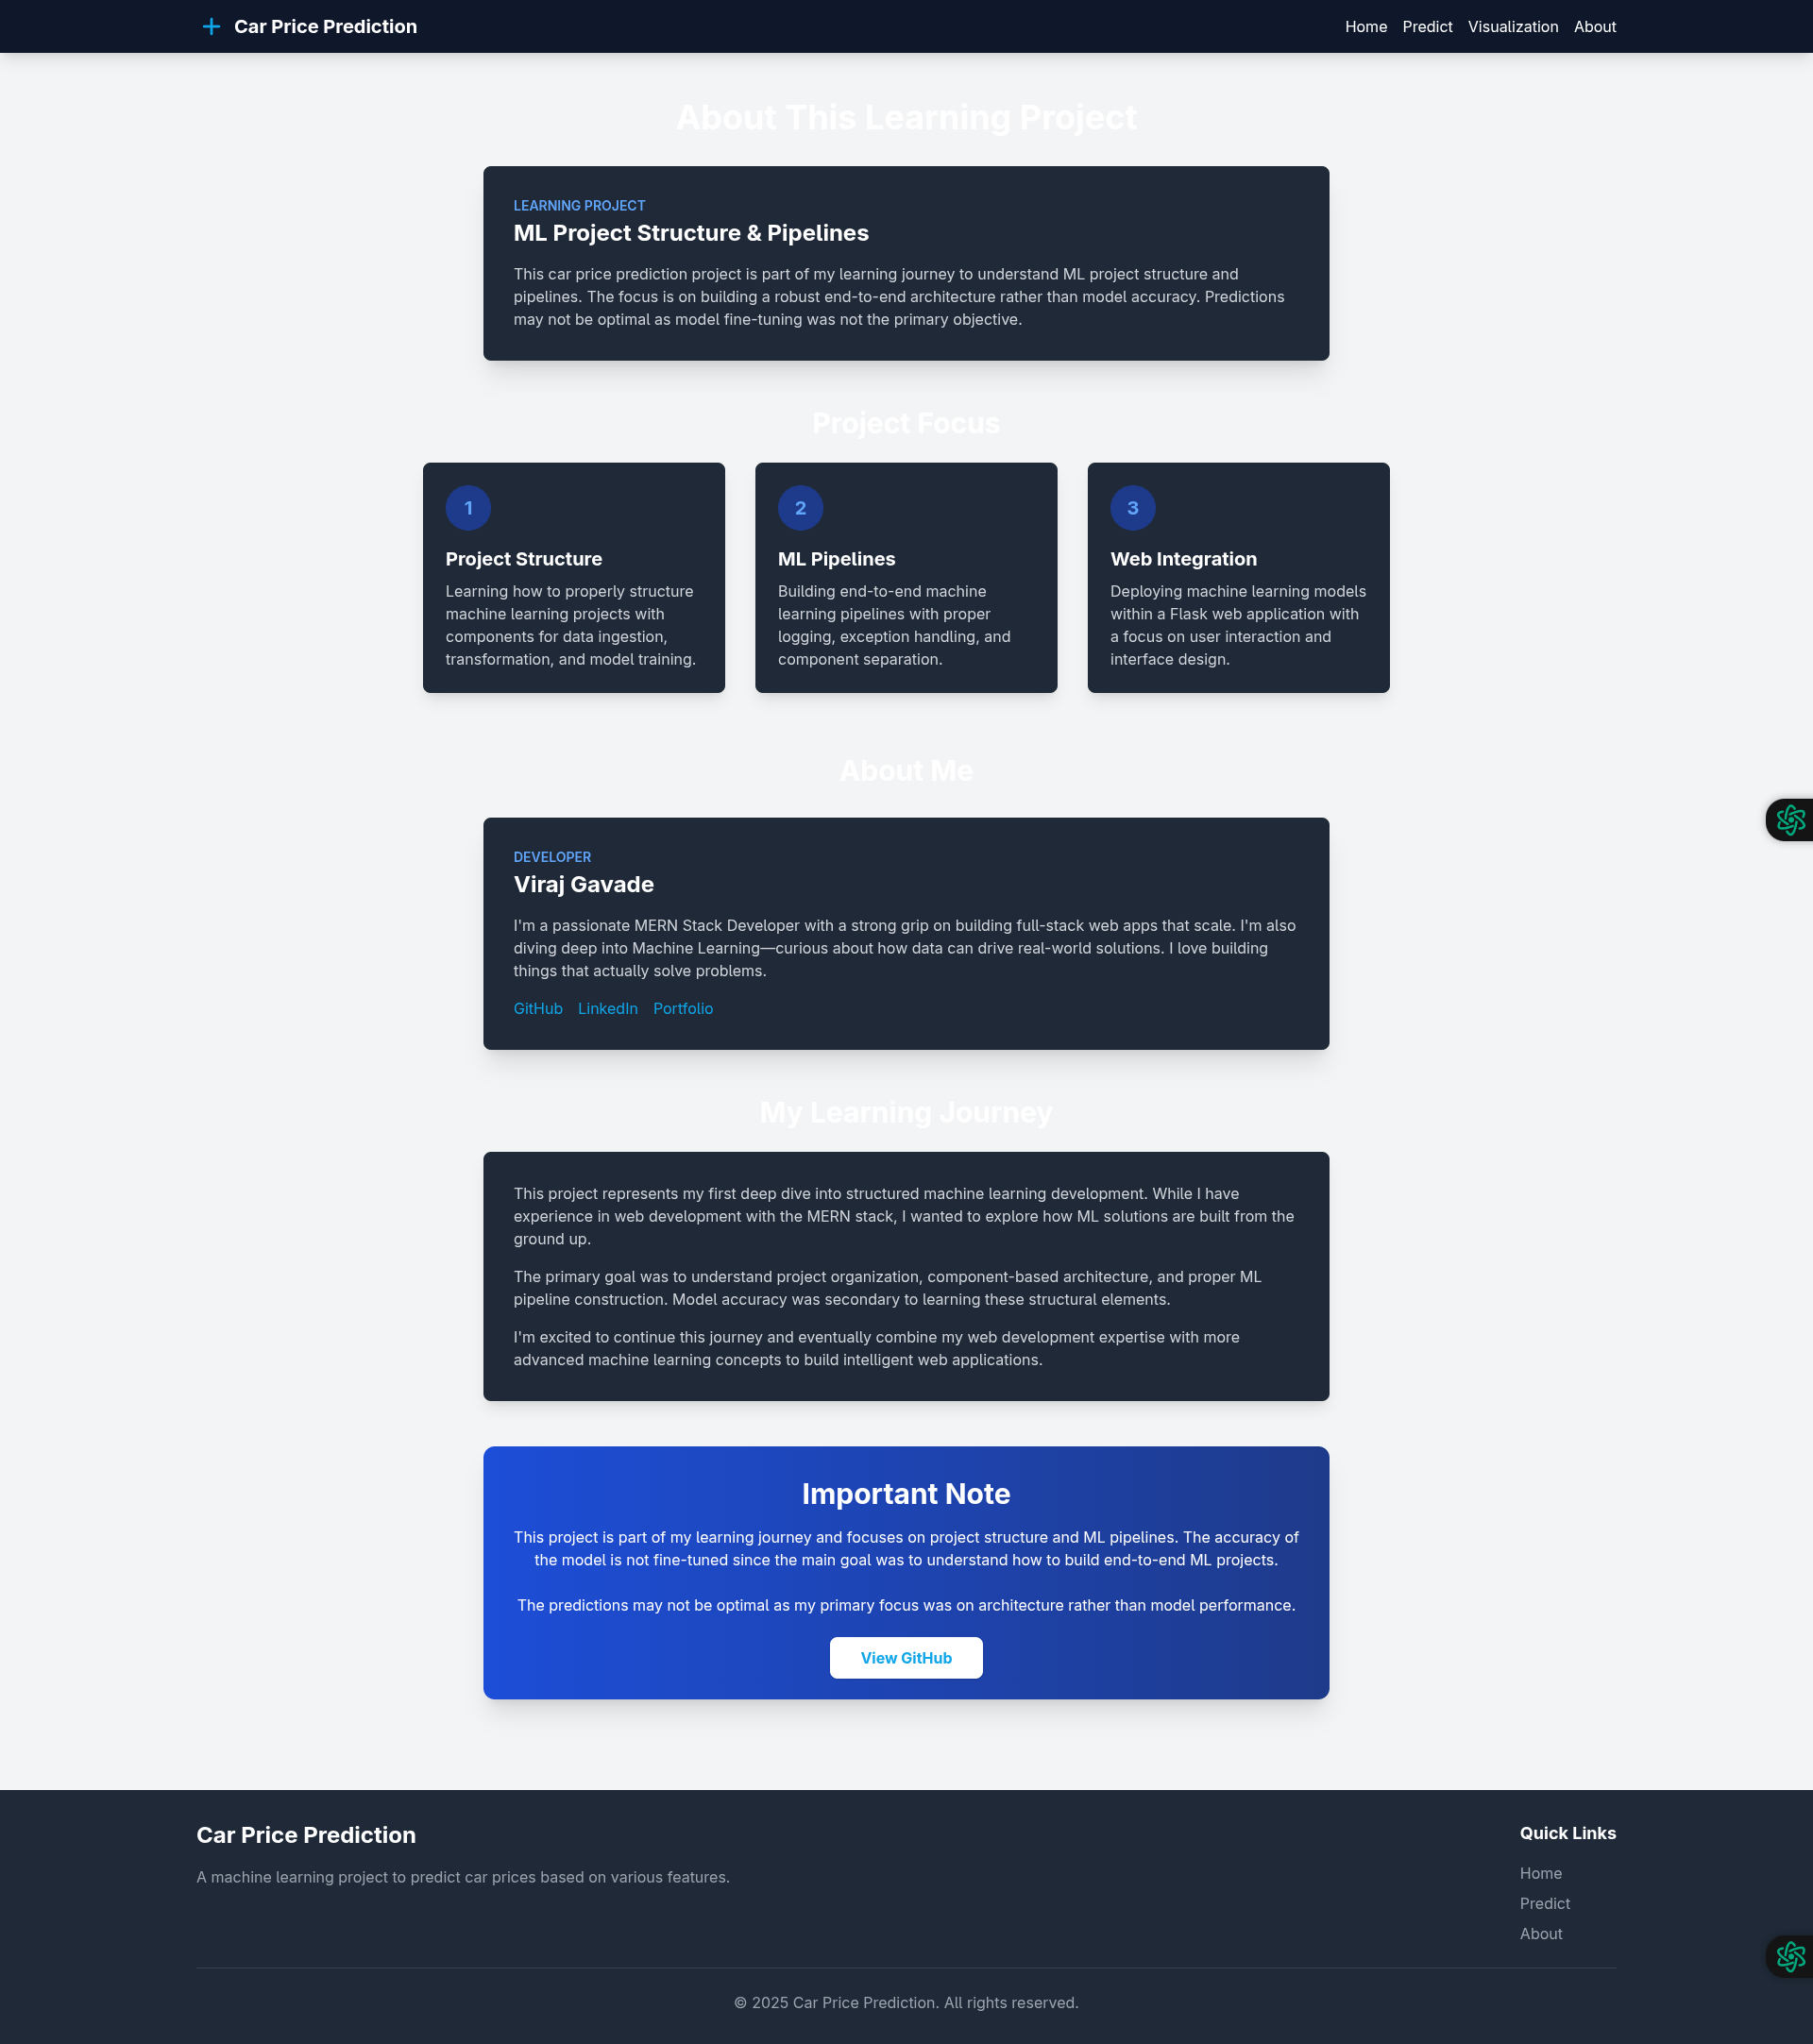 Car Price Prediction
Home Predict Visualization About
About This Learning Project
LEARNING PROJECT
ML Project Structure & Pipelines
This car price prediction project is part of my learning journey to understand ML project structure and
pipelines. The focus is on building a robust end-to-end architecture rather than model accuracy. Predictions
may not be optimal as model fine-tuning was not the primary objective.
Project Focus
1
Project Structure
Learning how to properly structure
machine learning projects with
components for data ingestion,
transformation, and model training.
2
ML Pipelines
Building end-to-end machine
learning pipelines with proper
logging, exception handling, and
component separation.
3
Web Integration
Deploying machine learning models
within a Flask web application with
a focus on user interaction and
interface design.
About Me
DEVELOPER
Viraj Gavade
I'm a passionate MERN Stack Developer with a strong grip on building full-stack web apps that scale. I'm also
diving deep into Machine Learning—curious about how data can drive real-world solutions. I love building
things that actually solve problems.
GitHub LinkedIn Portfolio
My Learning Journey
This project represents my first deep dive into structured machine learning development. While I have
experience in web development with the MERN stack, I wanted to explore how ML solutions are built from the
ground up.
The primary goal was to understand project organization, component-based architecture, and proper ML
pipeline construction. Model accuracy was secondary to learning these structural elements.
I'm excited to continue this journey and eventually combine my web development expertise with more
advanced machine learning concepts to build intelligent web applications.
Important Note
This project is part of my learning journey and focuses on project structure and ML pipelines. The accuracy of
the model is not fine-tuned since the main goal was to understand how to build end-to-end ML projects.
The predictions may not be optimal as my primary focus was on architecture rather than model performance.
View GitHub
Car Price Prediction
A machine learning project to predict car prices based on various features.
Quick Links
Home
Predict
About
© 2025 Car Price Prediction. All rights reserved.